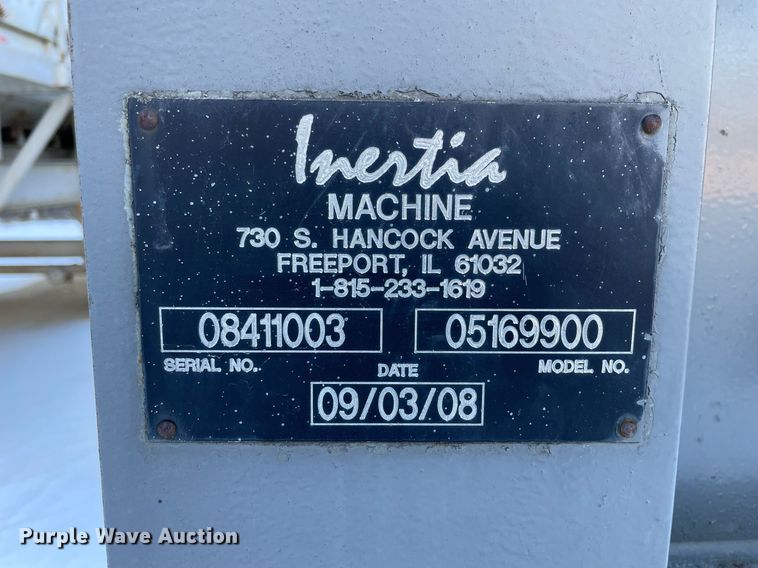 Inertia
MACHINE
730 S. HANCOCK AVENUE
FREEPORT, IL 61032
1-815-233-1619
08411003 05169900
SERIAL NO. DATE MODEL NO.
09/03/08
Purple Wave Auction